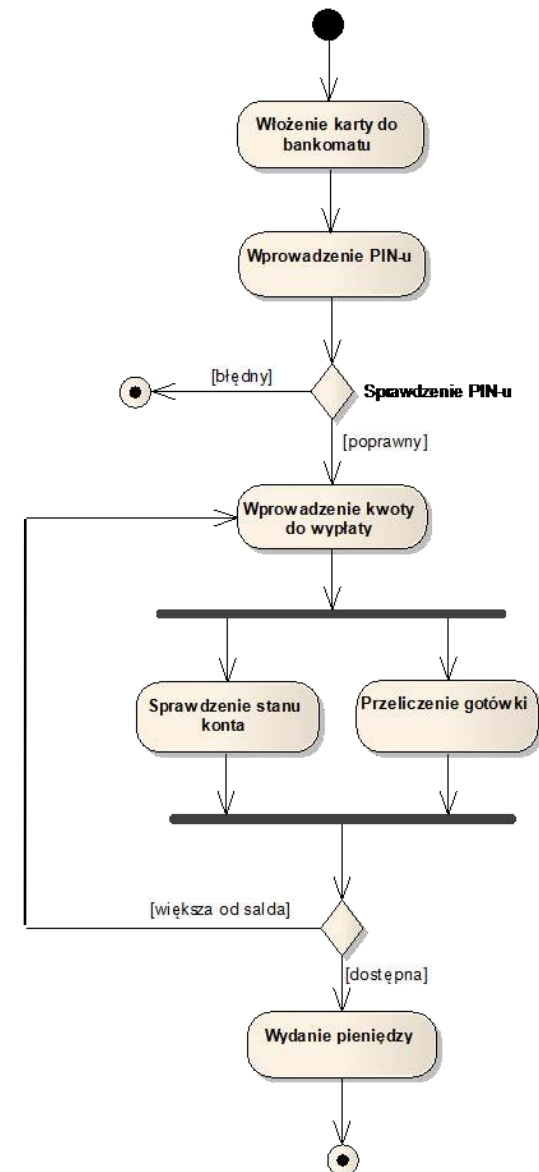 Włożenie karty do
bankomatu
Wprowadzenie PIN-u
[błędny]
Sprawdzenie PIN-u
[poprawny]
Wprowadzenie kwoty
do wypłaty
Sprawdzenie stanu
konta
Przeliczenie gotówki
[większa od salda]
[dostępna]
Wydanie pieniędzy